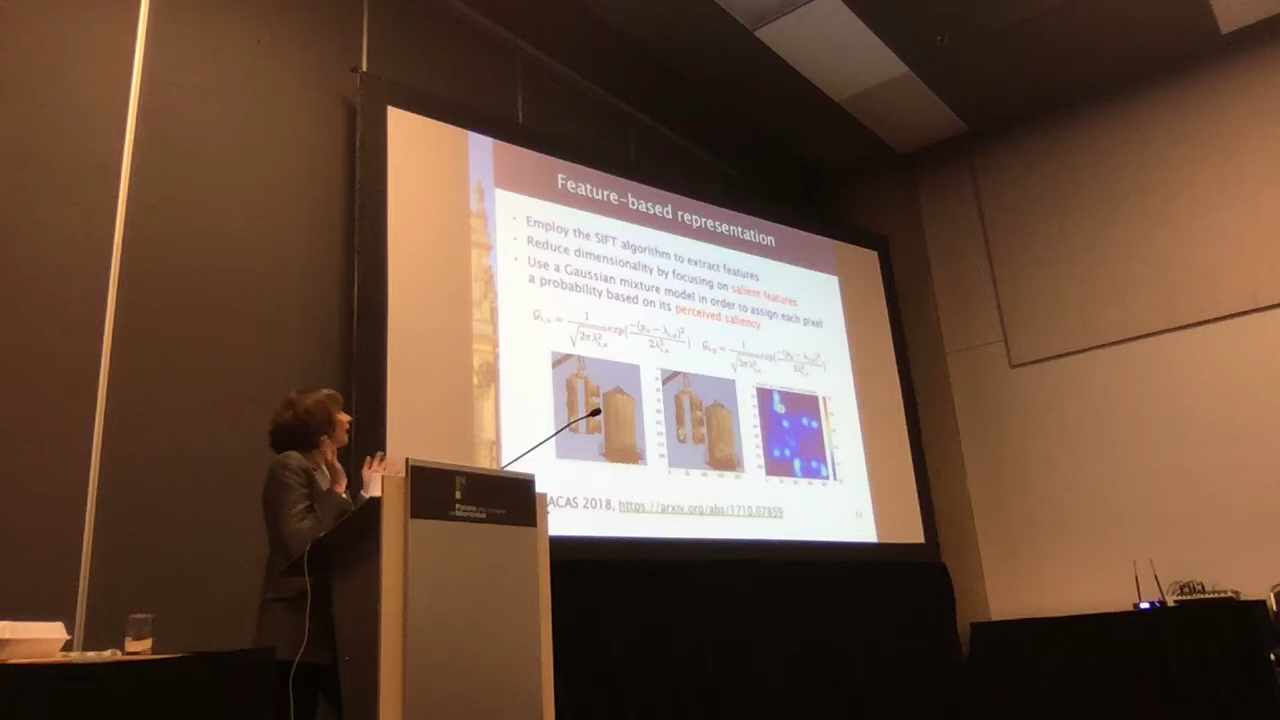 Feature-based representation
• Employ the SIFT algorithm to extract features
• Reduce dimensionality by focusing on salient features
• Use a Gaussian mixture model in order to assign each pixel
a probability based on its perceived saliency
ACAS 2018, https://arxiv.org/abs/1710.07859
Palais
Montréal